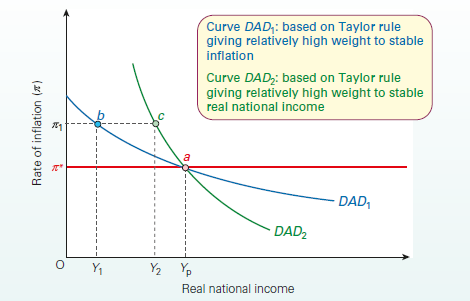 Curve DAD₁: based on Taylor rule
giving relatively high weight to stable
inflation
Curve DAD₂: based on Taylor rule
giving relatively high weight to stable
real national income
Rate of inflation (π)
b
c
π₁
a
π*
DAD₁
DAD₂
O
Y₁
Y₂
Yₚ
Real national income